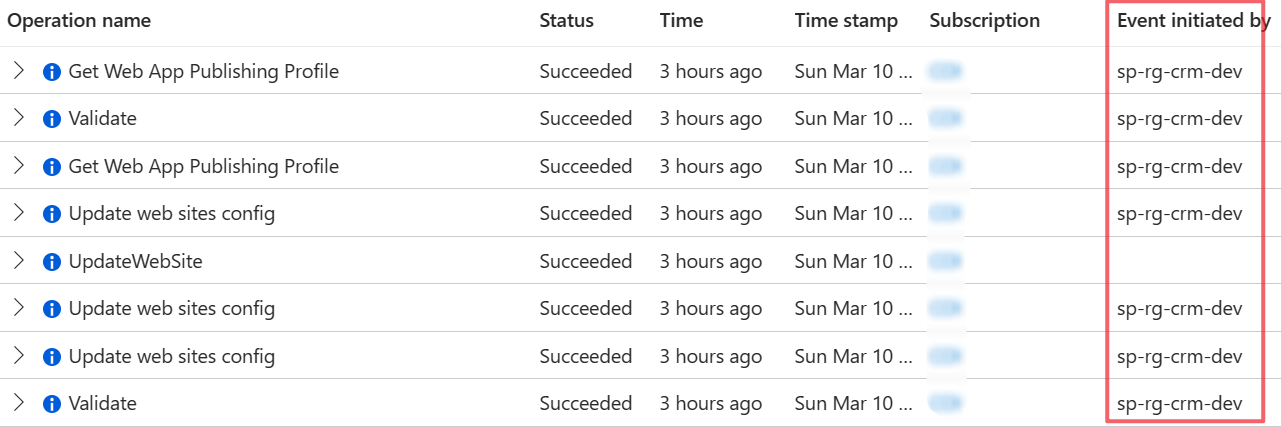 Operation name Status Time Time stamp Subscription Event initiated by
Get Web App Publishing Profile Succeeded 3 hours ago Sun Mar 10 ... sp-rg-crm-dev
Validate Succeeded 3 hours ago Sun Mar 10 ... sp-rg-crm-dev
Get Web App Publishing Profile Succeeded 3 hours ago Sun Mar 10 ... sp-rg-crm-dev
Update web sites config Succeeded 3 hours ago Sun Mar 10 ... sp-rg-crm-dev
UpdateWebSite Succeeded 3 hours ago Sun Mar 10 ...
Update web sites config Succeeded 3 hours ago Sun Mar 10 ... sp-rg-crm-dev
Update web sites config Succeeded 3 hours ago Sun Mar 10 ... sp-rg-crm-dev
Validate Succeeded 3 hours ago Sun Mar 10 ... sp-rg-crm-dev